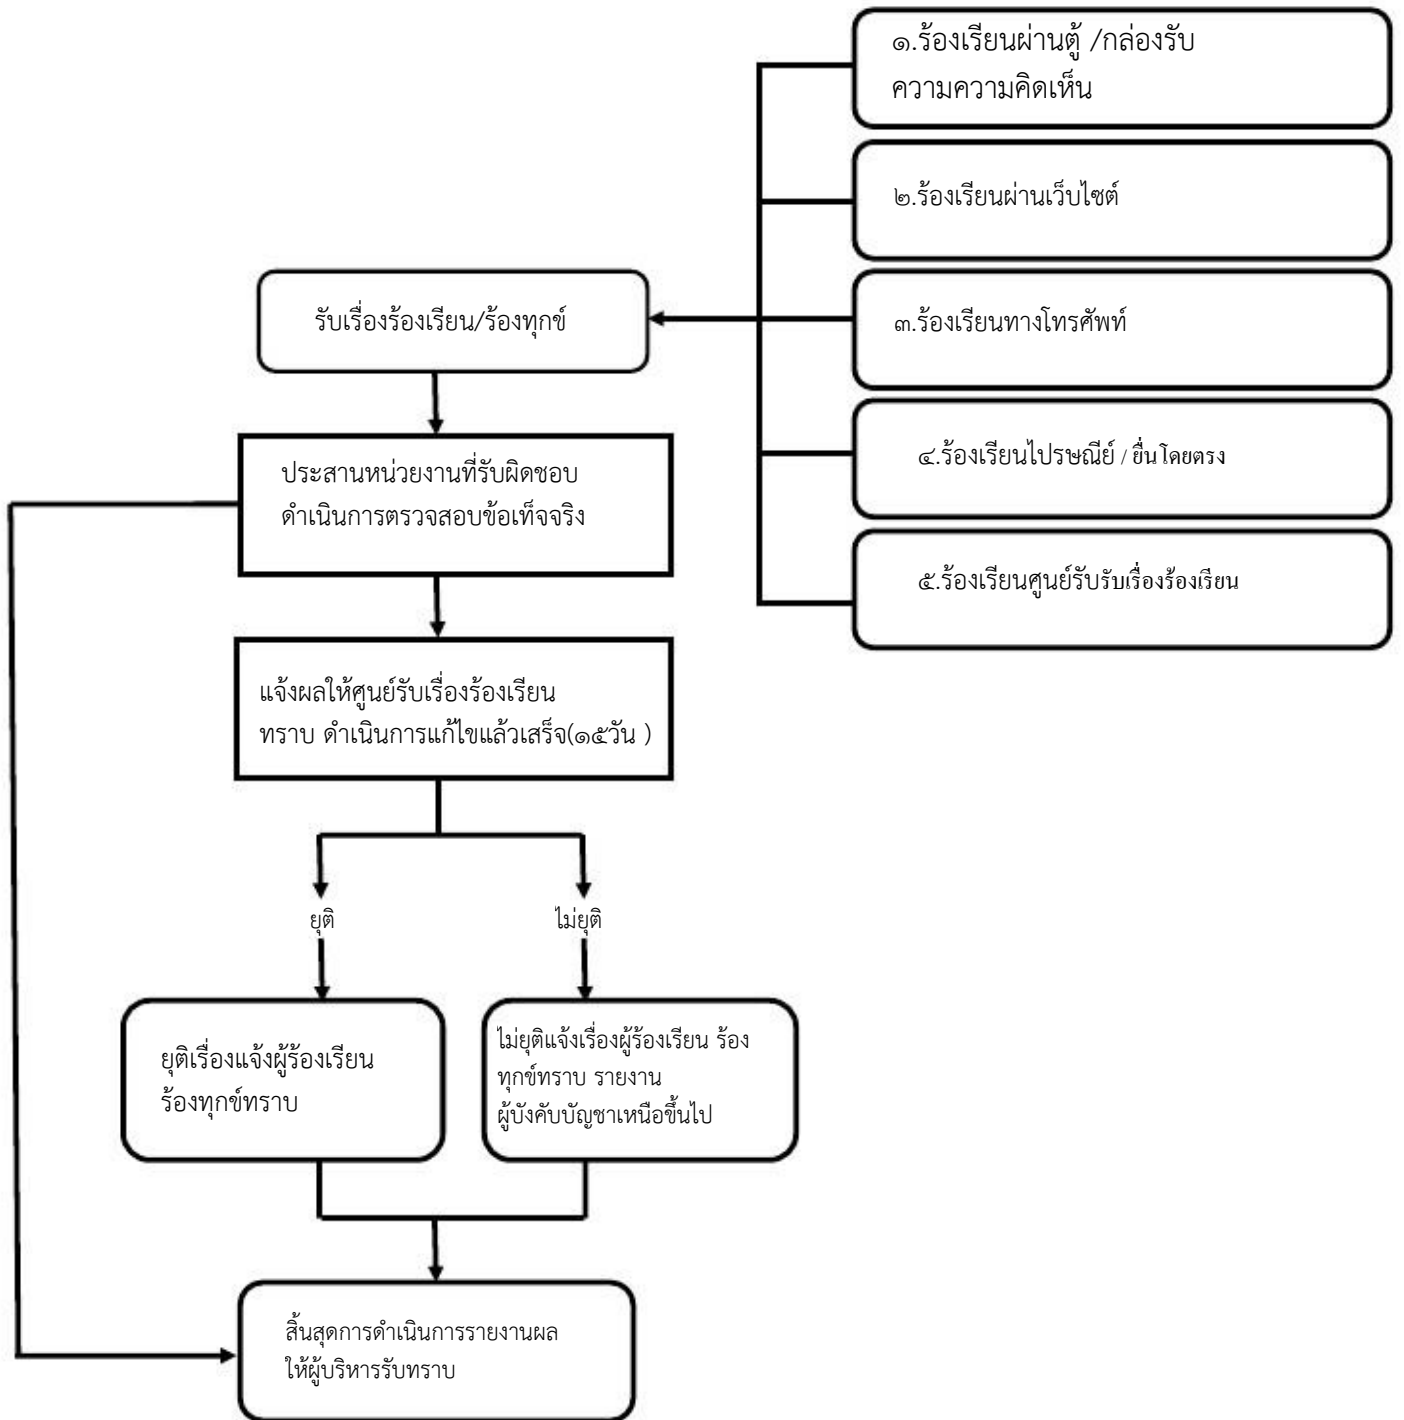 ๑.ร้องเรียนผ่านตู้ /กล่องรับ
ความความคิดเห็น
๒.ร้องเรียนผ่านเว็บไซต์
๓.ร้องเรียนทางโทรศัพท์
๔.ร้องเรียนไปรษณีย์ / ยื่นโดยตรง
๕.ร้องเรียนศูนย์รับรับเรื่องร้องเรียน
รับเรื่องร้องเรียน/ร้องทุกข์
ประสานหน่วยงานที่รับผิดชอบ
ดำเนินการตรวจสอบข้อเท็จจริง
แจ้งผลให้ศูนย์รับเรื่องร้องเรียน
ทราบ ดำเนินการแก้ไขแล้วเสร็จ(๑๕วัน )
ยุติ
ไม่ยุติ
ยุติเรื่องแจ้งผู้ร้องเรียน
ร้องทุกข์ทราบ
ไม่ยุติแจ้งเรื่องผู้ร้องเรียน ร้อง
ทุกข์ทราบ รายงาน
ผู้บังคับบัญชาเหนือขึ้นไป
สิ้นสุดการดำเนินการรายงานผล
ให้ผู้บริหารรับทราบ